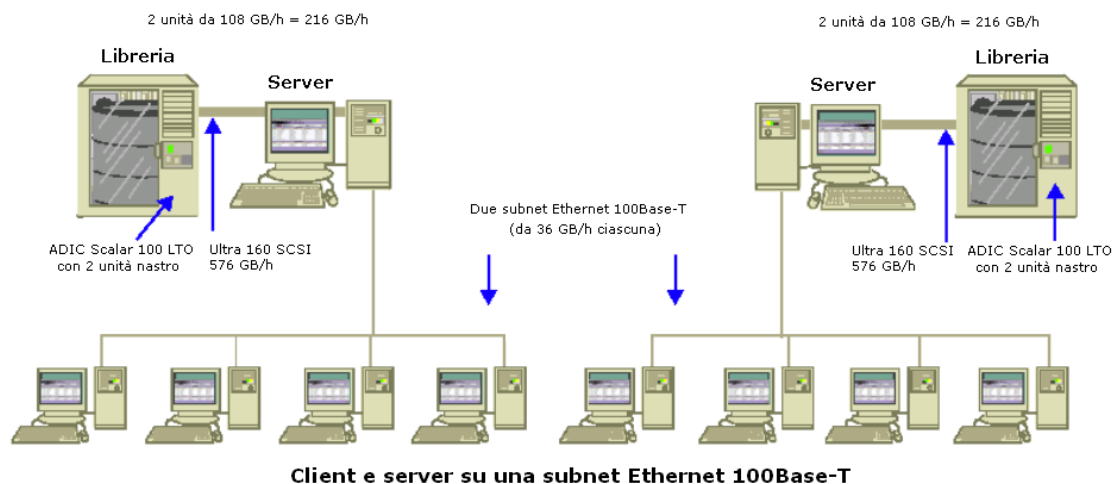 2 unità da 108 GB/h = 216 GB/h
Libreria
Server
ADIC Scalar 100 LTO
con 2 unità nastro
Ultra 160 SCSI
576 GB/h
Due subnet Ethernet 100Base-T
(da 36 GB/h ciascuna)
2 unità da 108 GB/h = 216 GB/h
Libreria
Server
Ultra 160 SCSI
576 GB/h
ADIC Scalar 100 LTO
con 2 unità nastro
Client e server su una subnet Ethernet 100Base-T